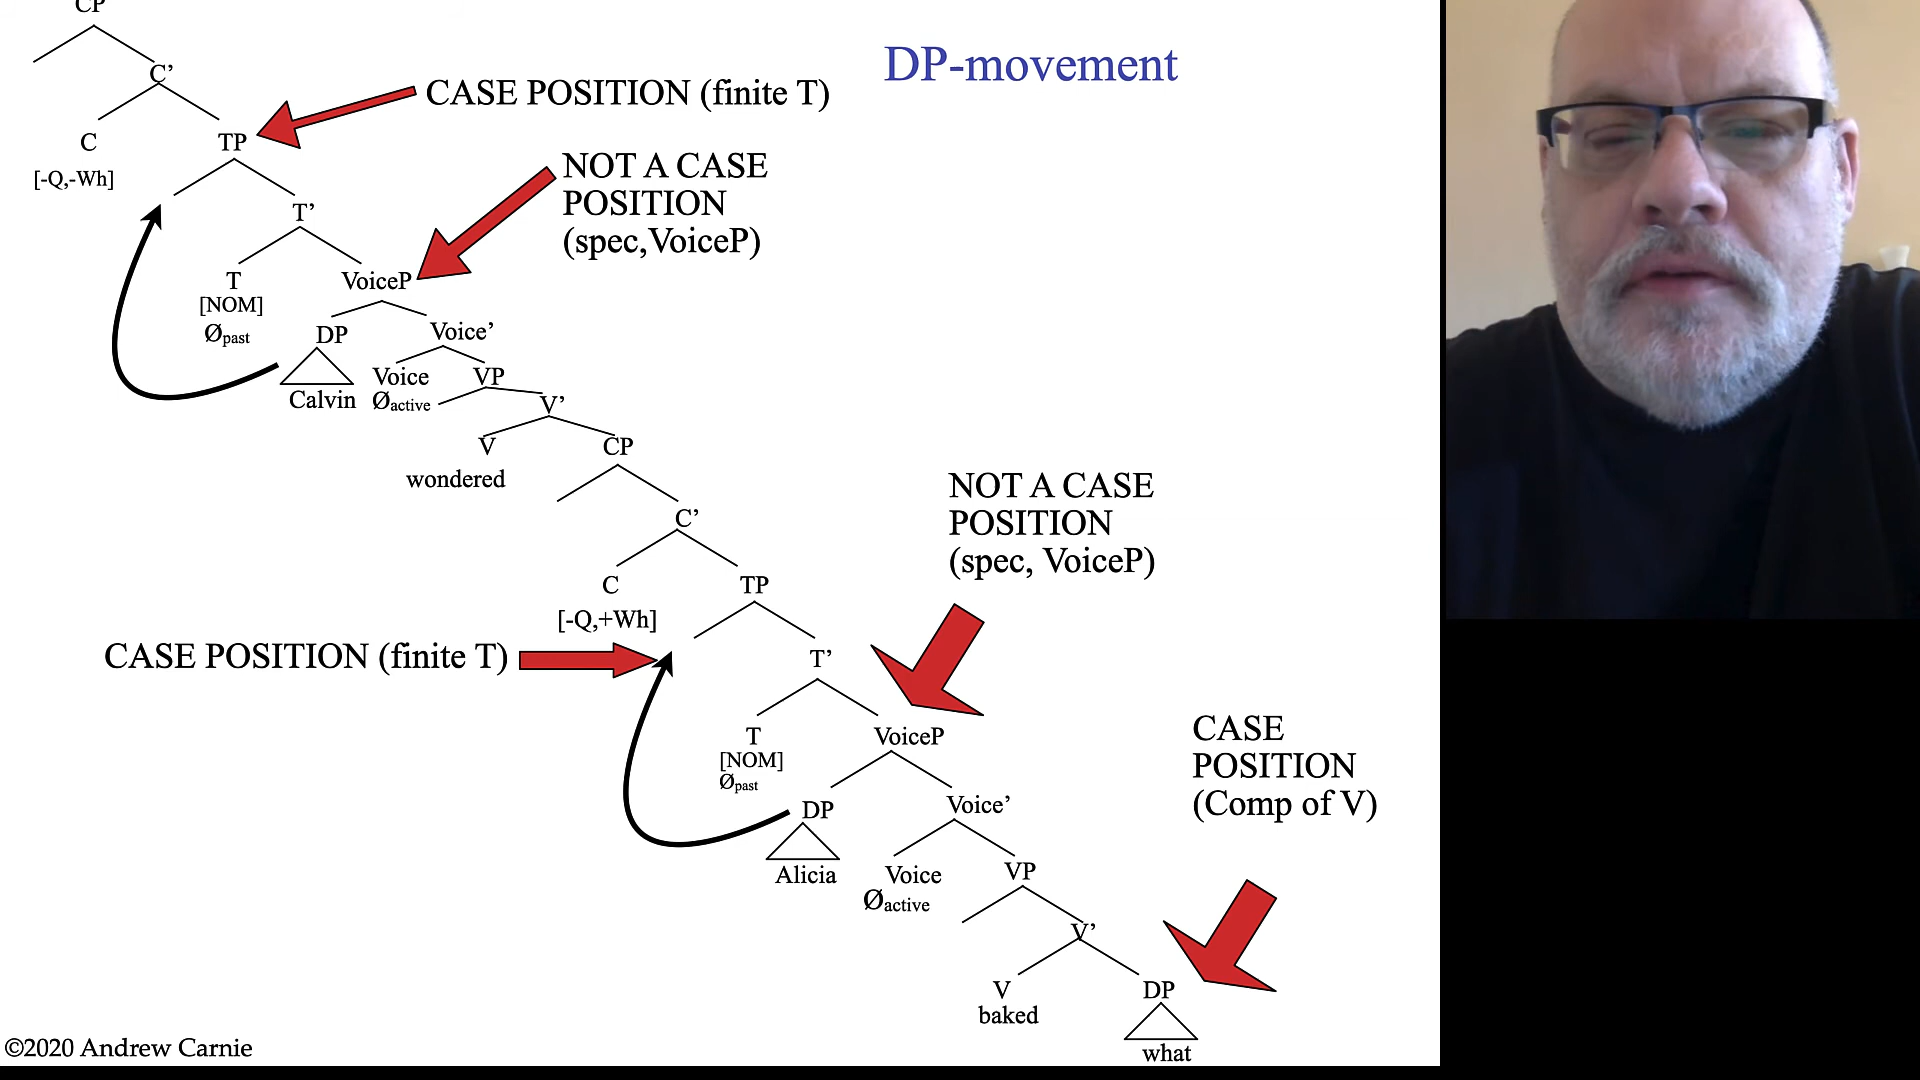 DP-movement
CP
C’
CASE POSITION (finite T)
C
TP
[-Q,-Wh]
NOT A CASE
POSITION
(spec,VoiceP)
T’
T
VoiceP
[NOM]
Øpast
DP
Voice’
Calvin
Voice
VP
Øactive
V’
V
CP
wondered
C’
NOT A CASE
POSITION
(spec, VoiceP)
C
TP
[-Q,+Wh]
CASE POSITION (finite T)
T’
T
VoiceP
[NOM]
Øpast
CASE
POSITION
(Comp of V)
DP
Voice’
Alicia
Voice
VP
Øactive
V’
V
DP
baked
what
©2020 Andrew Carnie